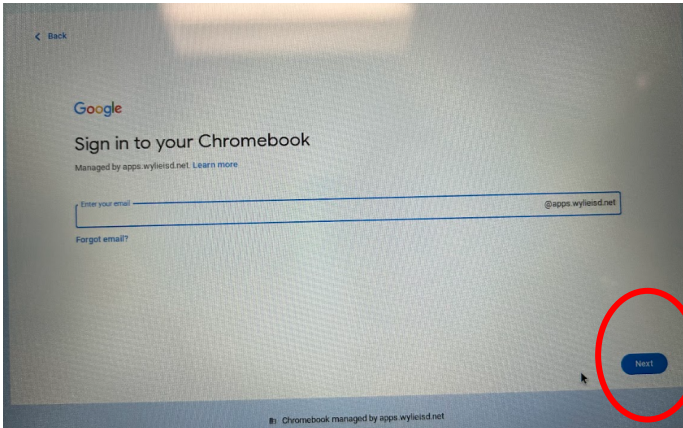 Back
Google
Sign in to your Chromebook
Managed by apps.wylieisd.net. Learn more
Enter your email
@apps.wylieisd.net
Forgot email?
Next
Chromebook managed by apps.wylieisd.net